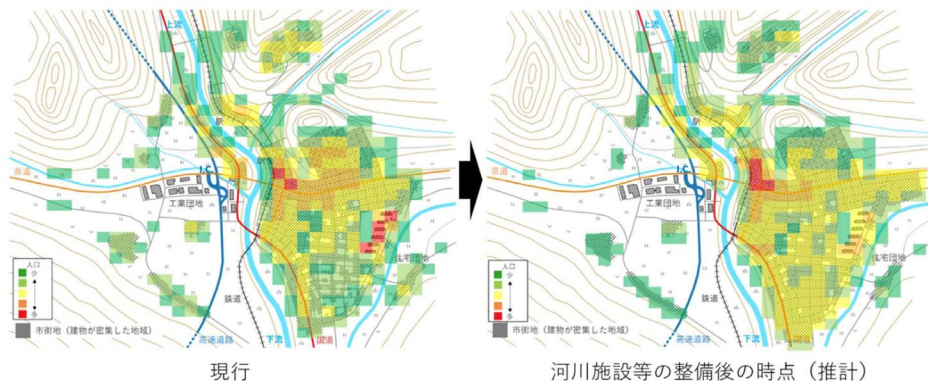 上流
駅
I.C
県道
工業団地
住宅団地
人口
少
多
鉄道
市街地（建物が密集した地域）
高速道路
下流
国道
現行
上流
駅
I.C
県道
工業団地
住宅団地
人口
少
多
鉄道
市街地（建物が密集した地域）
高速道路
下流
国道
河川施設等の整備後の時点（推計）